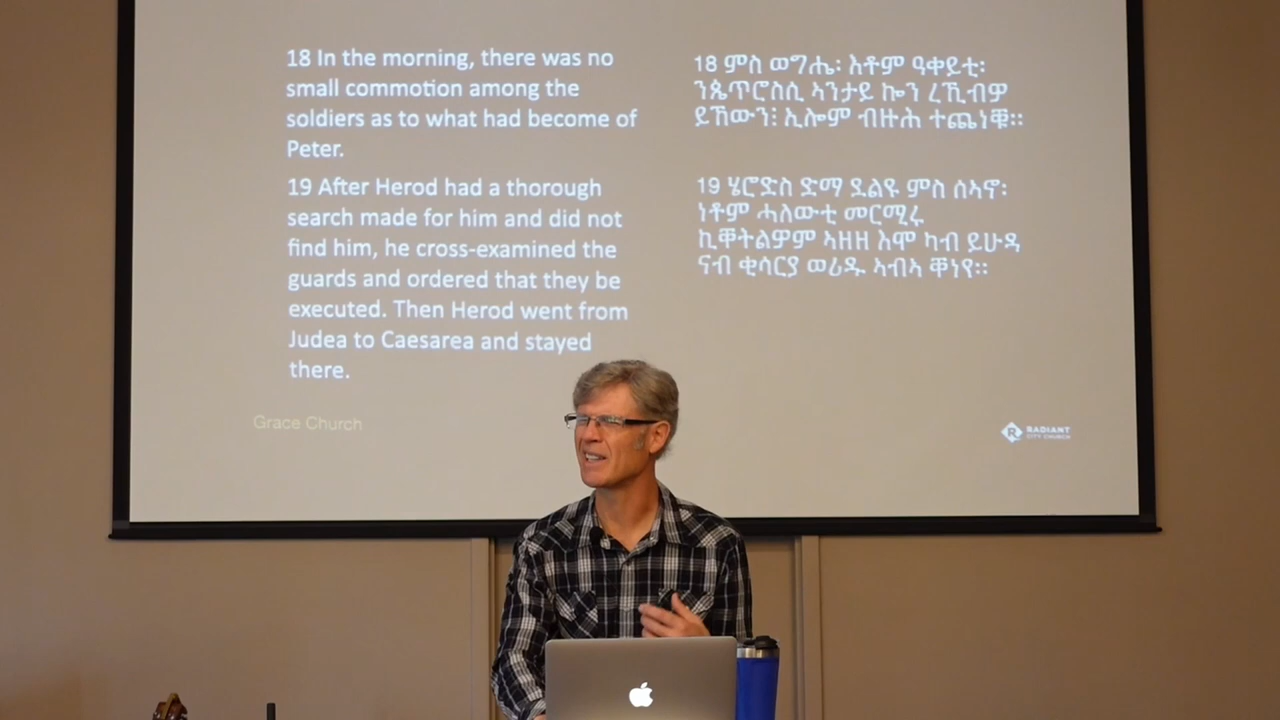 18 In the morning, there was no
small commotion among the
soldiers as to what had become of
Peter.
19 After Herod had a thorough
search made for him and did not
find him, he cross-examined the
guards and ordered that they be
executed. Then Herod went from
Judea to Caesarea and stayed
there.
18 ምስ ወግሔ፡ እቶም ዓቀይቲ፡
ንጴጥሮስሲ ኣንታይ ኰን ረኺብዎ
ይኸውን፧ ኢሎም ብዙሕ ተጨነቑ።
19 ሄሮድስ ድማ ደልዩ ምስ ሰኣኖ፡
ነቶም ሓለውቲ መርሚሩ
ኪቐትልዎም ኣዘዘ እሞ ካብ ይሁዳ
ናብ ቂሳርያ ወሪዱ ኣብኣ ቐነየ።
Grace Church
RADIANT
CITY CHURCH